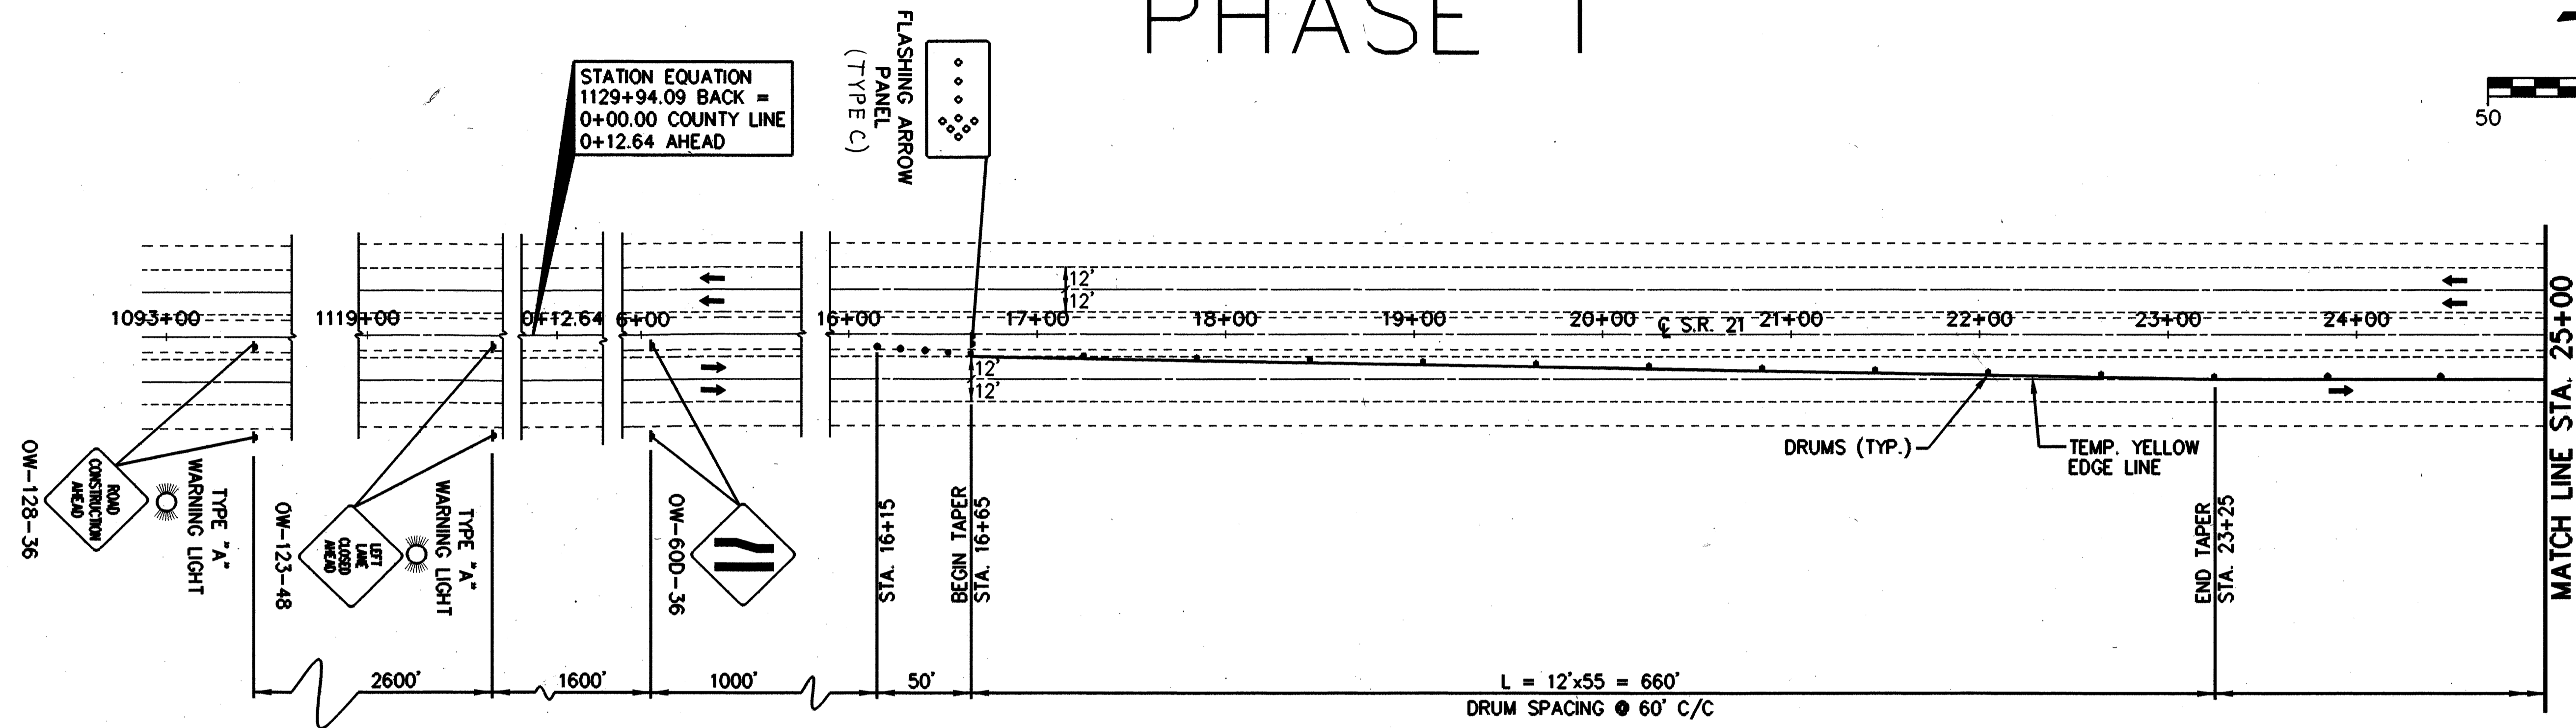 PHASE 1
50
STATION EQUATION
1129+94.09 BACK =
0+00.00 COUNTY LINE
0+12.64 AHEAD
FLASHING ARROW
PANEL
(TYPE C)
12'
12'
1093+00
1119+00
0+12.64
6+00
16+00
17+00
18+00
19+00
20+00
℄ S.R. 21
21+00
22+00
23+00
24+00
12'
12'
MATCH LINE STA. 25+00
DRUMS (TYP.)
TEMP. YELLOW
EDGE LINE
OW-128-36
ROAD
CONSTRUCTION
AHEAD
TYPE "A"
WARNING LIGHT
OW-123-48
LEFT
LANE
CLOSED
AHEAD
TYPE "A"
WARNING LIGHT
OW-60D-36
STA. 16+15
BEGIN TAPER
STA. 16+65
END TAPER
STA. 23+25
2600'
1600'
1000'
50'
L = 12'x55 = 660'
DRUM SPACING @ 60' C/C